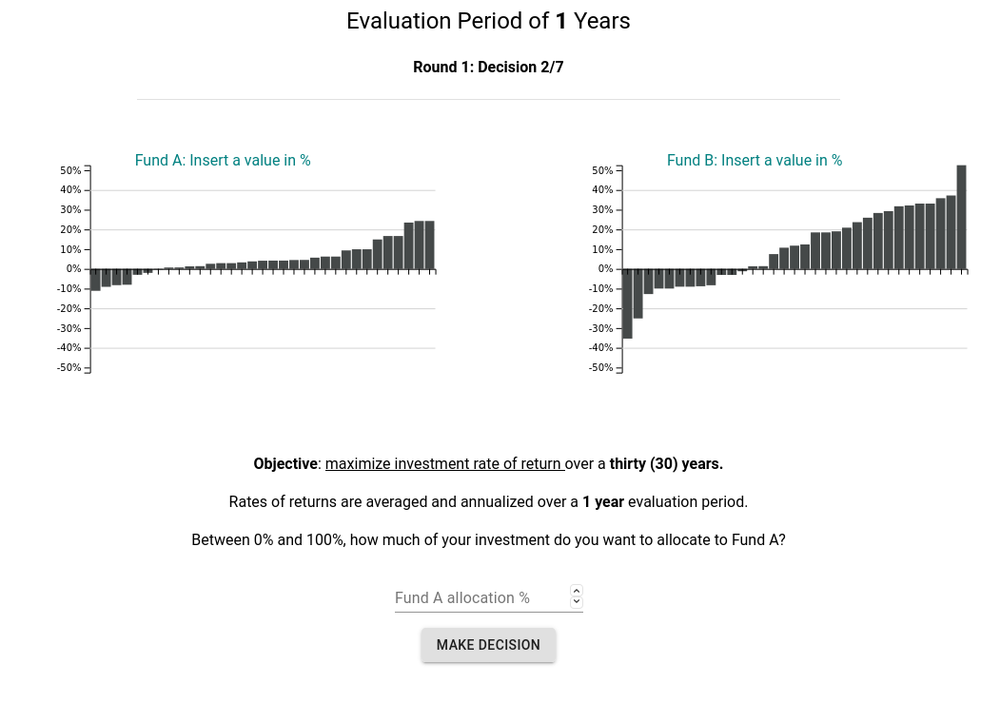 Evaluation Period of 1 Years
Round 1: Decision 2/7
Fund A: Insert a value in %
50%
40%
30%
20%
10%
0%
-10%
-20%
-30%
-40%
-50%
Fund B: Insert a value in %
50%
40%
30%
20%
10%
0%
-10%
-20%
-30%
-40%
-50%
Objective: maximize investment rate of return over a thirty (30) years.
Rates of returns are averaged and annualized over a 1 year evaluation period.
Between 0% and 100%, how much of your investment do you want to allocate to Fund A?
Fund A allocation %
MAKE DECISION